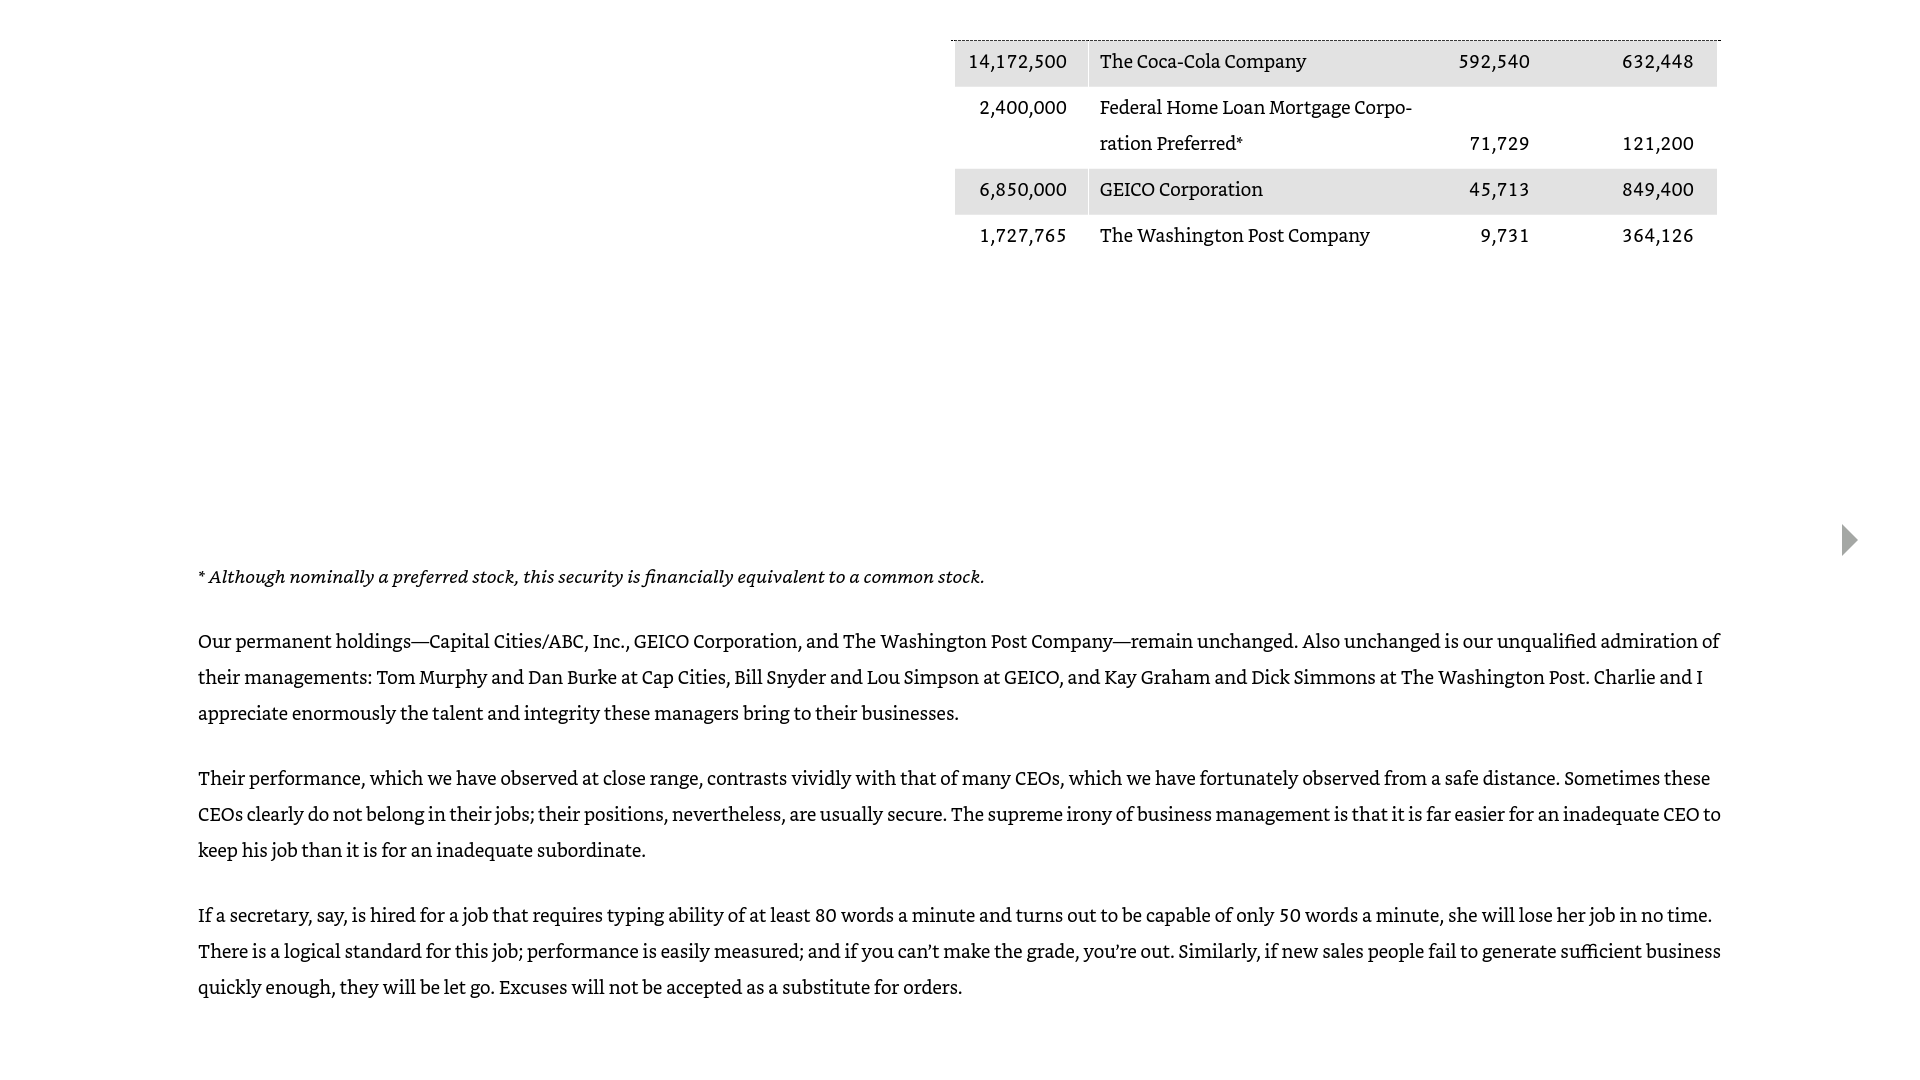 14,172,500 The Coca-Cola Company 592,540 632,448
2,400,000 Federal Home Loan Mortgage Corpo-
ration Preferred* 71,729 121,200
6,850,000 GEICO Corporation 45,713 849,400
1,727,765 The Washington Post Company 9,731 364,126
* Although nominally a preferred stock, this security is financially equivalent to a common stock.
Our permanent holdings—Capital Cities/ABC, Inc., GEICO Corporation, and The Washington Post Company—remain unchanged. Also unchanged is our unqualified admiration of
their managements: Tom Murphy and Dan Burke at Cap Cities, Bill Snyder and Lou Simpson at GEICO, and Kay Graham and Dick Simmons at The Washington Post. Charlie and I
appreciate enormously the talent and integrity these managers bring to their businesses.
Their performance, which we have observed at close range, contrasts vividly with that of many CEOs, which we have fortunately observed from a safe distance. Sometimes these
CEOs clearly do not belong in their jobs; their positions, nevertheless, are usually secure. The supreme irony of business management is that it is far easier for an inadequate CEO to
keep his job than it is for an inadequate subordinate.
If a secretary, say, is hired for a job that requires typing ability of at least 80 words a minute and turns out to be capable of only 50 words a minute, she will lose her job in no time.
There is a logical standard for this job; performance is easily measured; and if you can’t make the grade, you’re out. Similarly, if new sales people fail to generate sufficient business
quickly enough, they will be let go. Excuses will not be accepted as a substitute for orders.